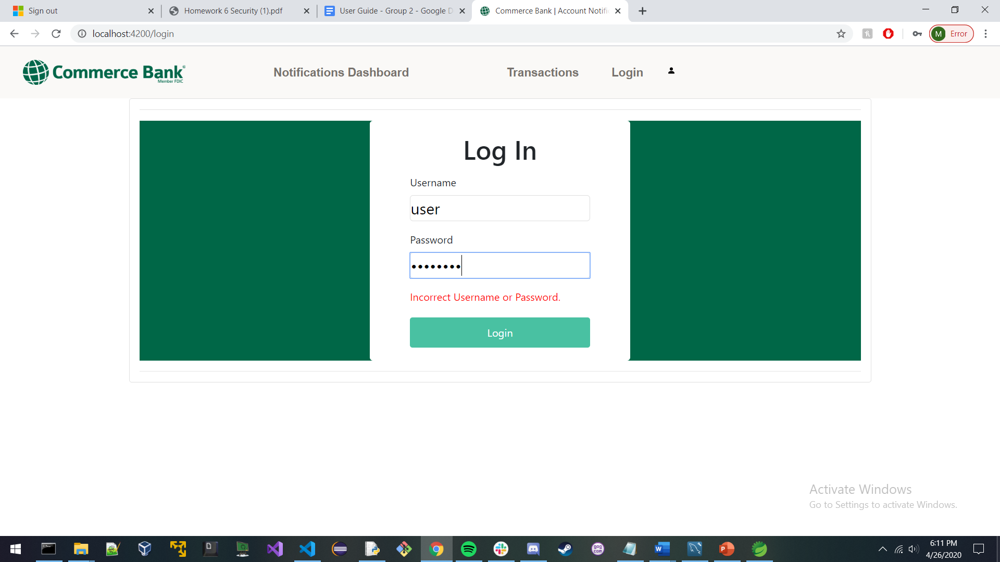 Sign out
Homework 6 Security (1).pdf
User Guide - Group 2 - Google D
Commerce Bank | Account Notifi
localhost:4200/login
M Error
Commerce Bank®
Member FDIC
Notifications Dashboard
Transactions
Login
Log In
Username
user
Password
••••••••
Incorrect Username or Password.
Login
Activate Windows
Go to Settings to activate Windows.
6:11 PM
4/26/2020